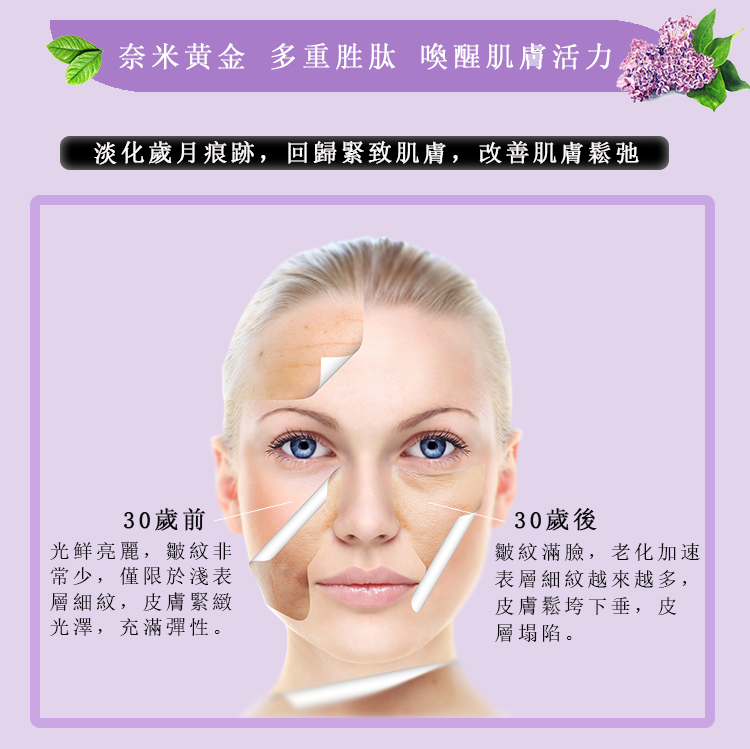 奈米黄金 多重胜肽 喚醒肌膚活力
淡化歲月痕跡，回歸緊致肌膚，改善肌膚鬆弛
30歲前
光鮮亮麗，皺紋非
常少，僅限於淺表
層細紋，皮膚緊緻
光澤，充滿彈性。
30歲後
皺紋滿臉，老化加速
表層細紋越來越多，
皮膚鬆垮下垂，皮
層塌陷。